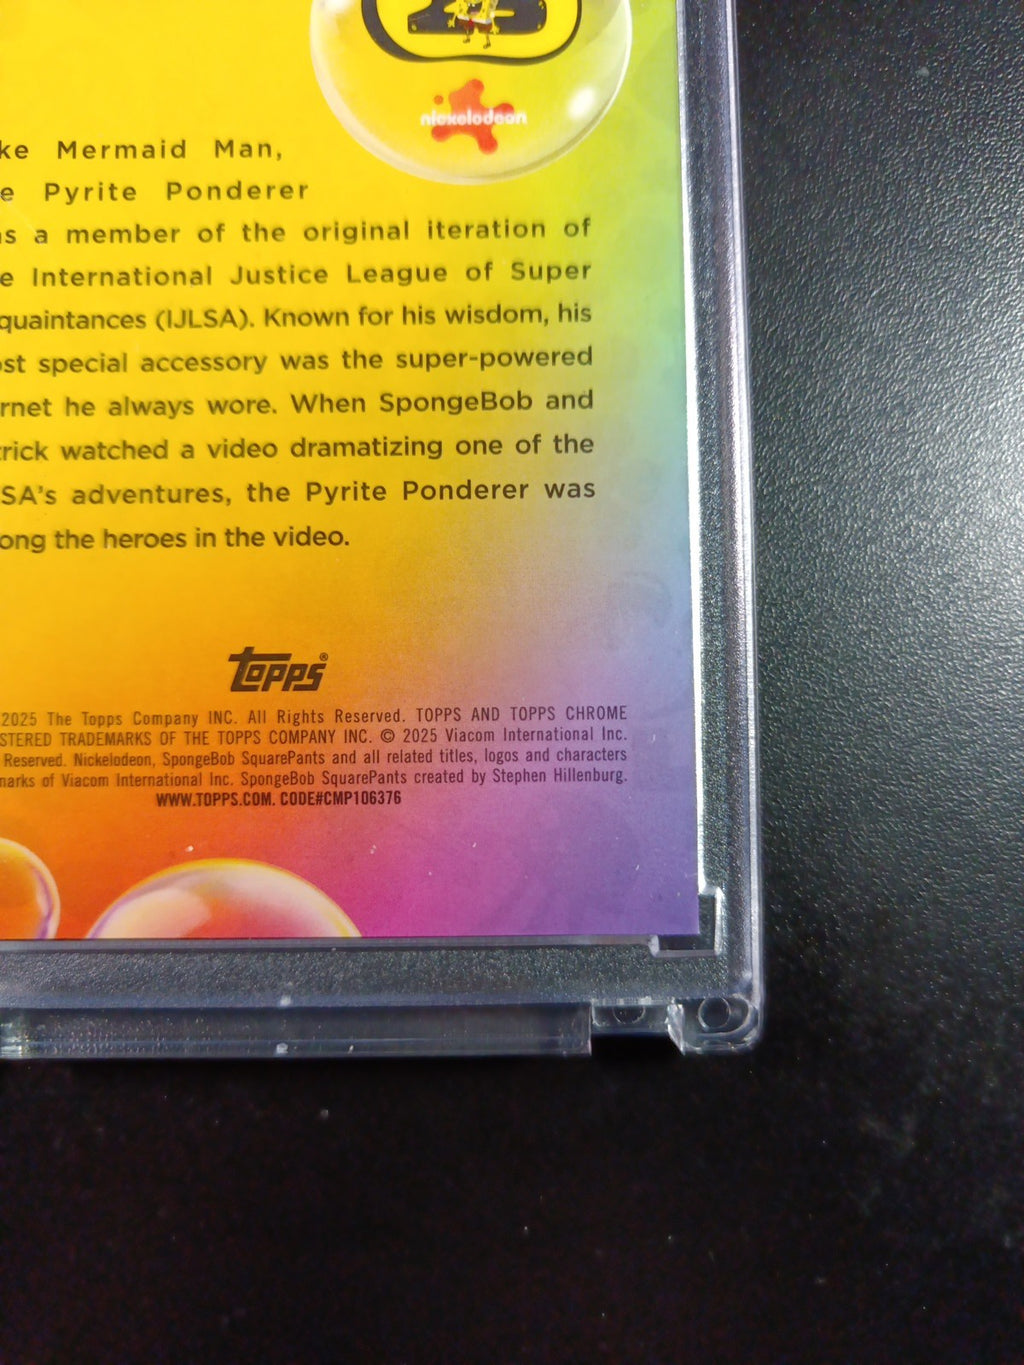 nickelodeon
ke Mermaid Man,
e Pyrite Ponderer
as a member of the original iteration of
e International Justice League of Super
quaintances (IJLSA). Known for his wisdom, his
ost special accessory was the super-powered
rnet he always wore. When SpongeBob and
trick watched a video dramatizing one of the
SA's adventures, the Pyrite Ponderer was
ong the heroes in the video.
TOPPS®
2025 The Topps Company INC. All Rights Reserved. TOPPS AND TOPPS CHROME
STERED TRADEMARKS OF THE TOPPS COMPANY INC. © 2025 Viacom International Inc.
Reserved. Nickelodeon, SpongeBob SquarePants and all related titles, logos and characters
marks of Viacom International Inc. SpongeBob SquarePants created by Stephen Hillenburg.
WWW.TOPPS.COM. CODE#CMP106376